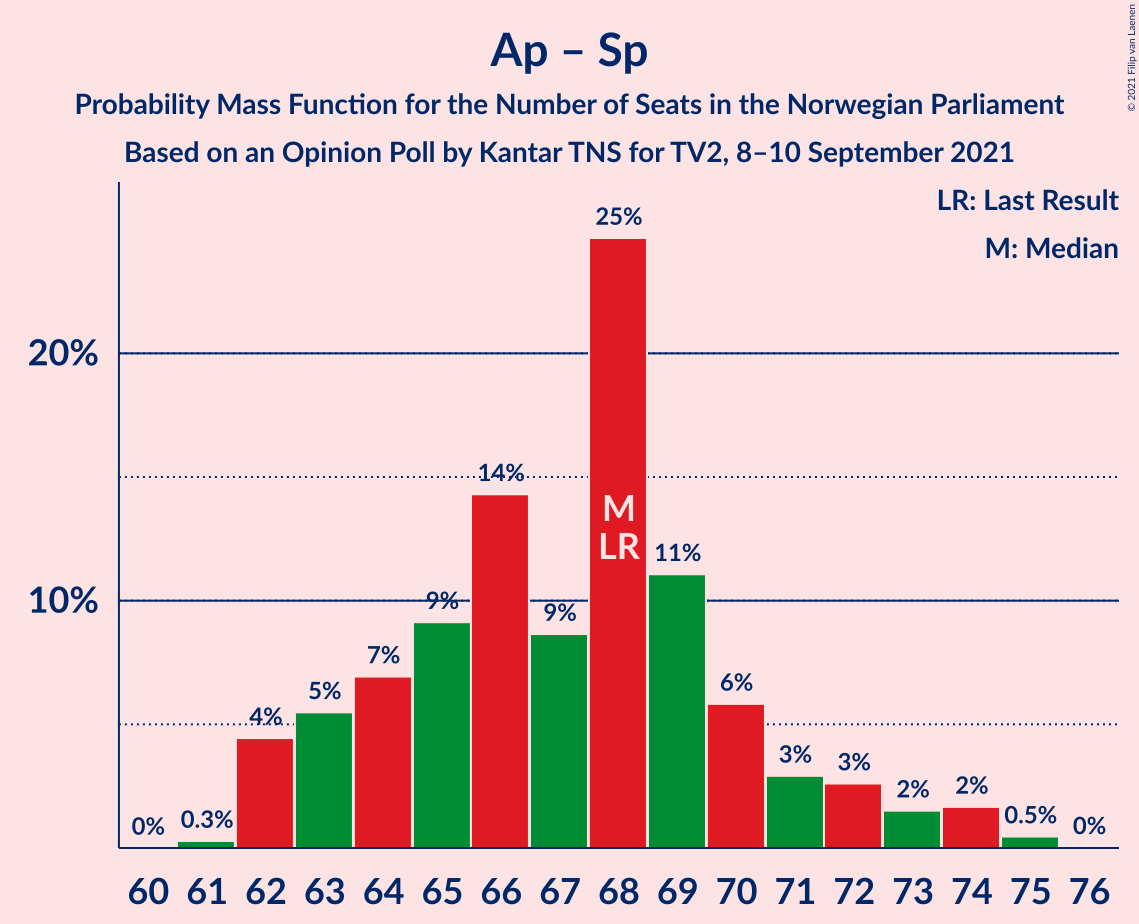 Ap – Sp
Probability Mass Function for the Number of Seats in the Norwegian Parliament
Based on an Opinion Poll by Kantar TNS for TV2, 8–10 September 2021
© 2021 Filip van Laenen
LR: Last Result
M: Median
20%
10%
0%
0.3%
4%
5%
7%
9%
14%
9%
25%
M
LR
11%
6%
3%
3%
2%
2%
0.5%
0%
60 61 62 63 64 65 66 67 68 69 70 71 72 73 74 75 76